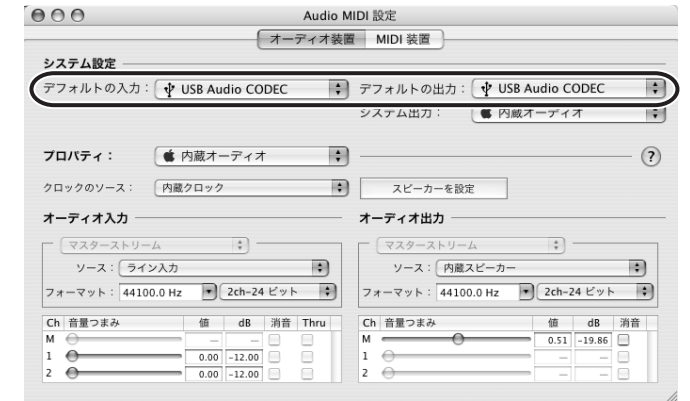 Audio MIDI 設定
オーディオ装置 MIDI 装置
システム設定
デフォルトの入力： USB Audio CODEC デフォルトの出力： USB Audio CODEC
システム出力： 内蔵オーディオ
プロパティ： 内蔵オーディオ ?
クロックのソース： 内蔵クロック スピーカーを設定
オーディオ入力 オーディオ出力
マスターストリーム マスターストリーム
ソース： ライン入力 ソース： 内蔵スピーカー
フォーマット： 44100.0 Hz 2ch-24 ビット フォーマット： 44100.0 Hz 2ch-24 ビット
Ch 音量つまみ 値 dB 消音 Thru Ch 音量つまみ 値 dB 消音
M — — M 0.51 -19.86
1 0.00 -12.00 1 — —
2 0.00 -12.00 2 — —